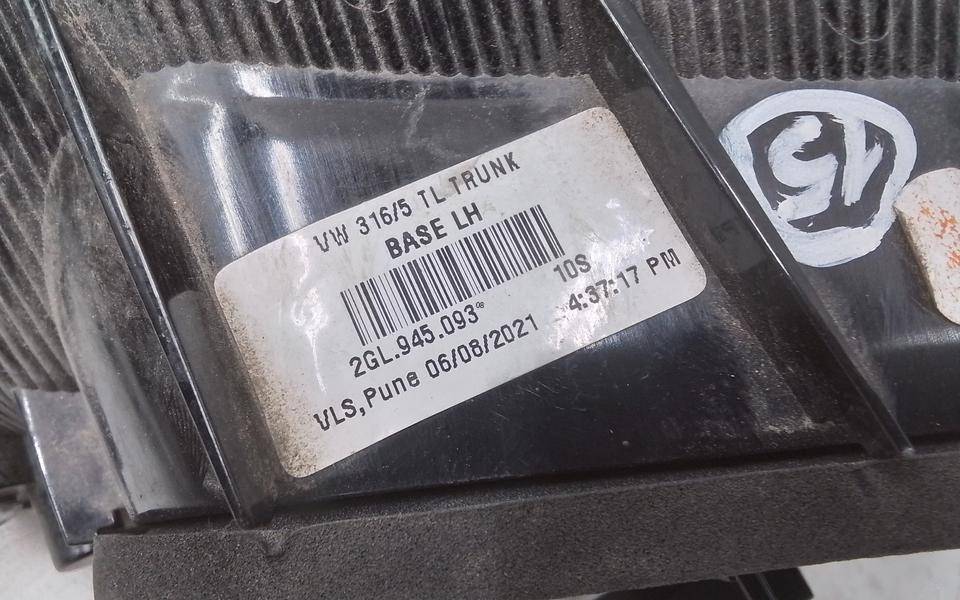 VW 316/5 TL TRUNK
BASE LH
10S
2GL.945.093
VLS,Pune 06/08/2021 4:37:17 PM
15